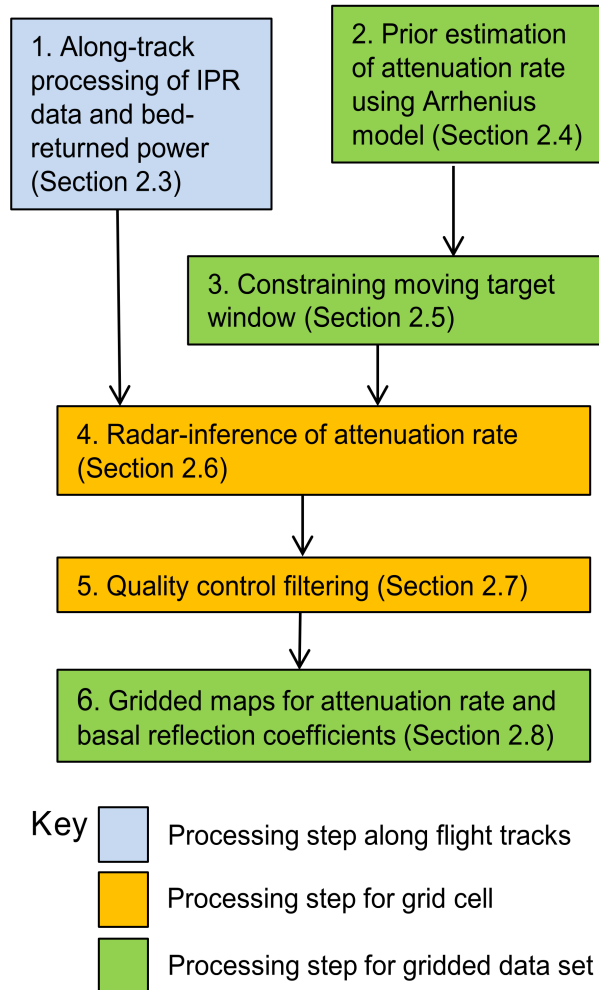 1. Along-track
processing of IPR
data and bed-
returned power
(Section 2.3)
2. Prior estimation
of attenuation rate
using Arrhenius
model (Section 2.4)
3. Constraining moving target
window (Section 2.5)
4. Radar-inference of attenuation rate
(Section 2.6)
5. Quality control filtering (Section 2.7)
6. Gridded maps for attenuation rate and
basal reflection coefficients (Section 2.8)
Key
Processing step along flight tracks
Processing step for grid cell
Processing step for gridded data set